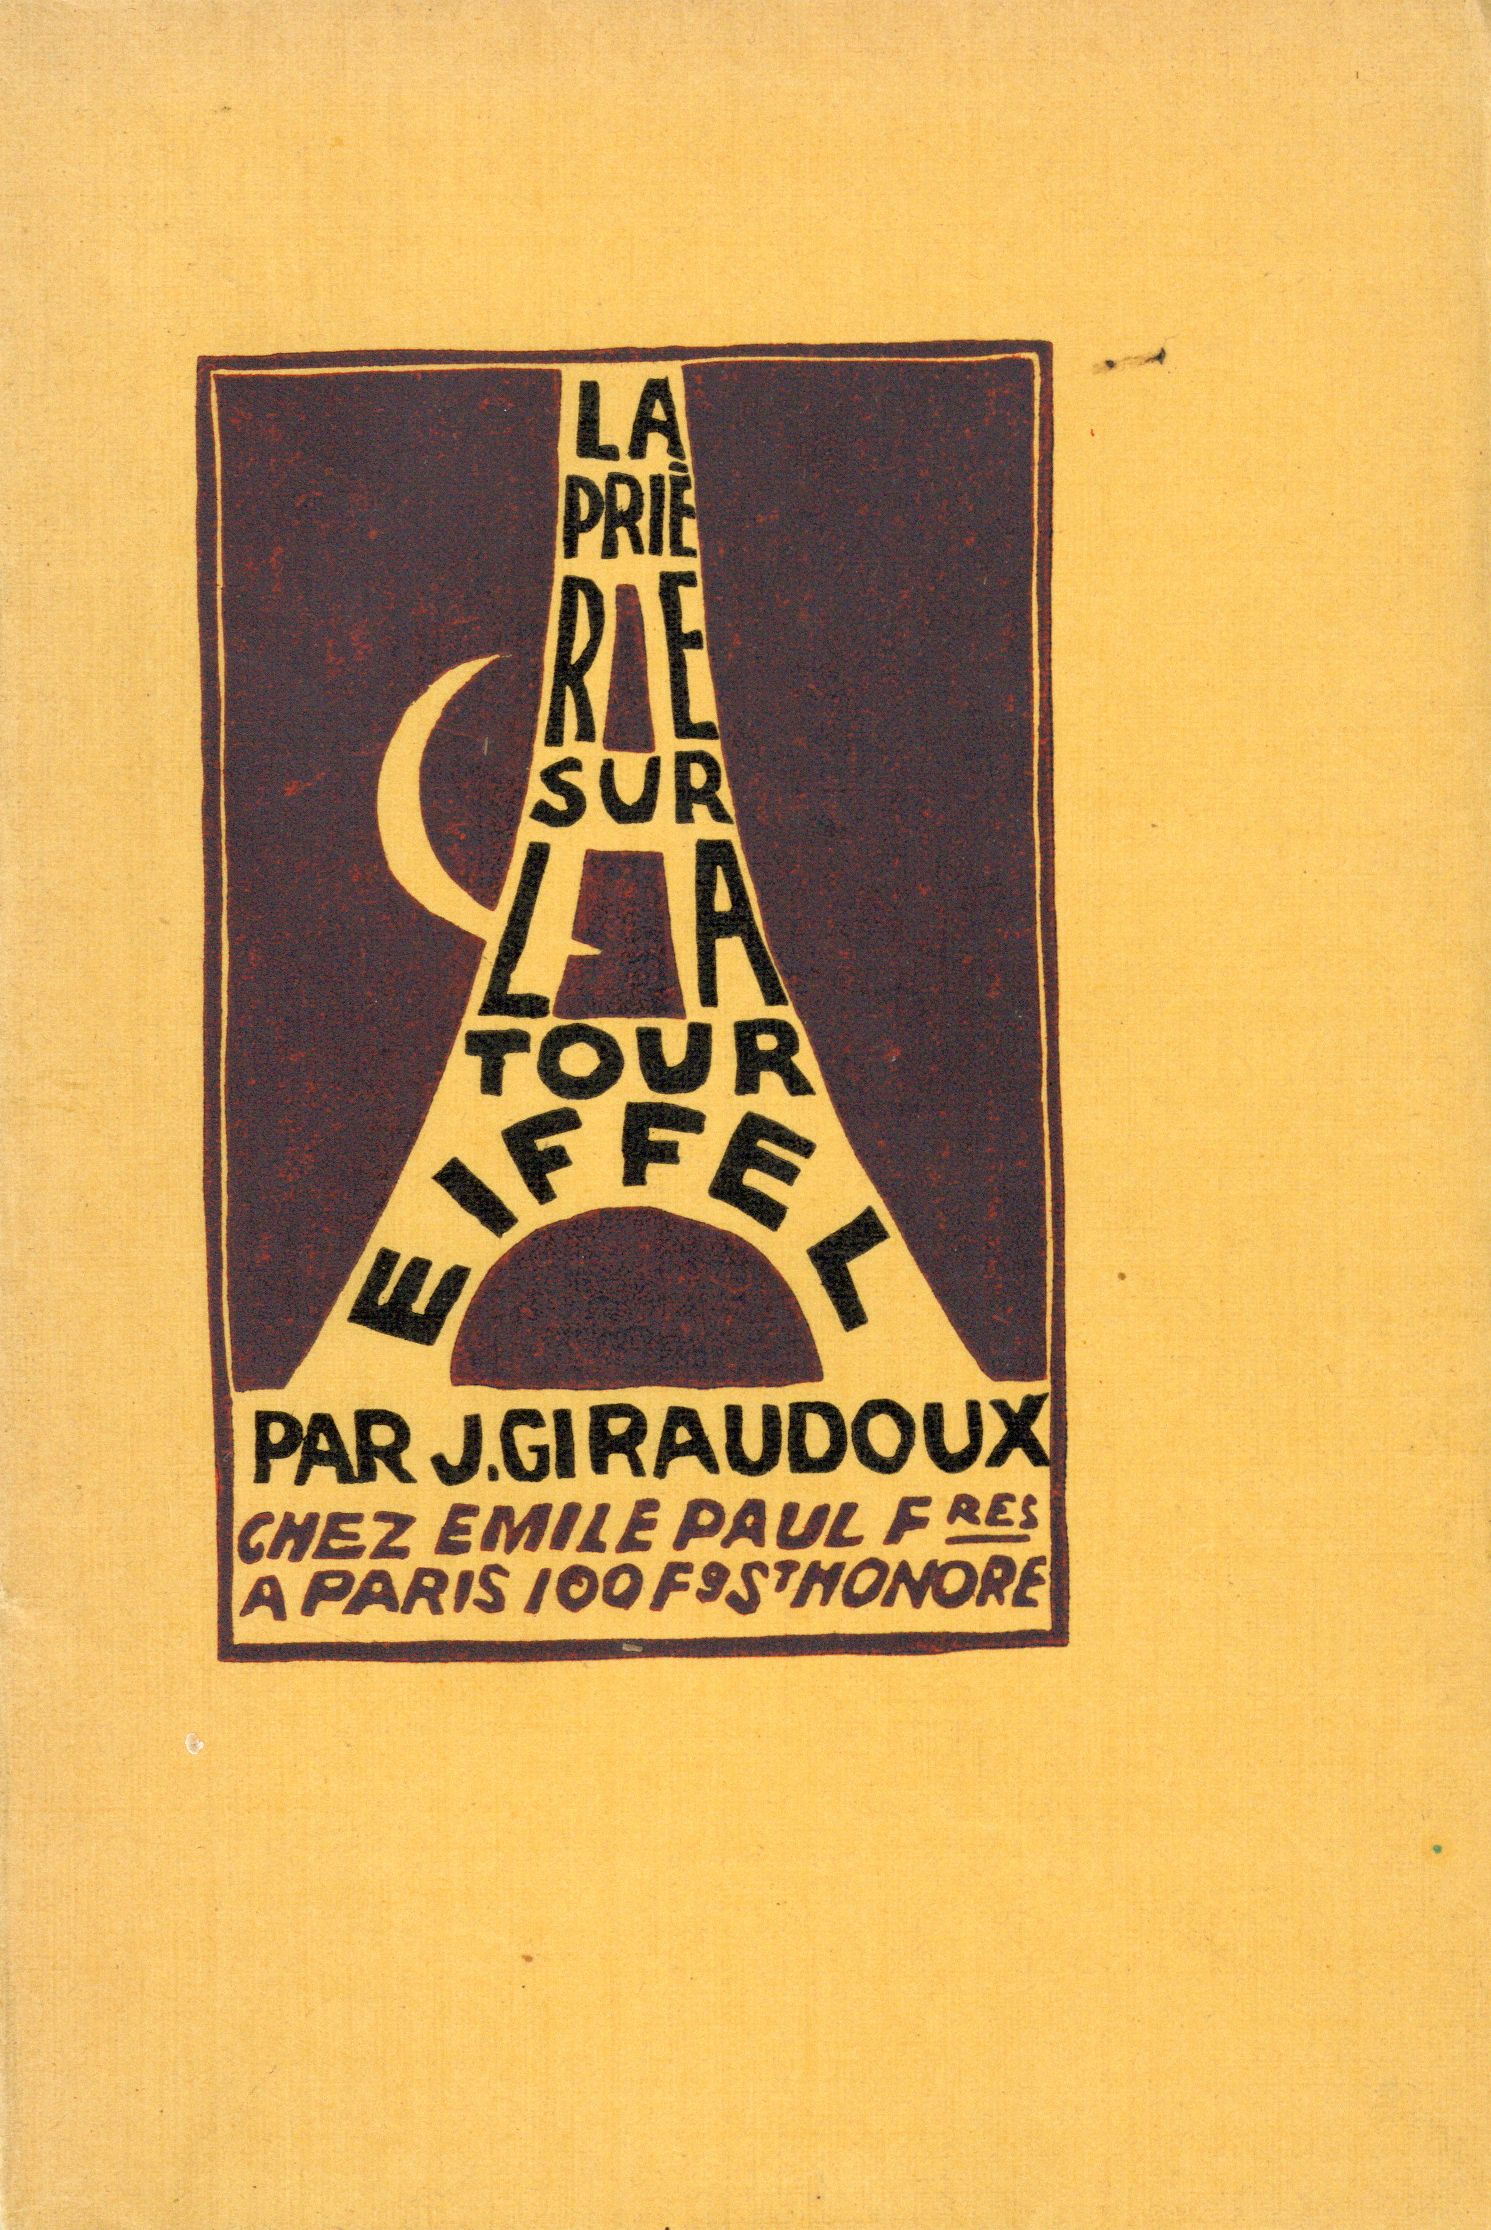 LA
PRIÈ
RE
SUR
LA
TOUR
EIFFEL
PAR J. GIRAUDOUX
CHEZ EMILE PAUL FRES
A PARIS 100 Fg ST HONORE